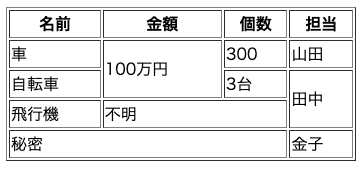 名前 金額 個数 担当
車 100万円 300 山田
自転車 3台 田中
飛行機 不明
秘密 金子